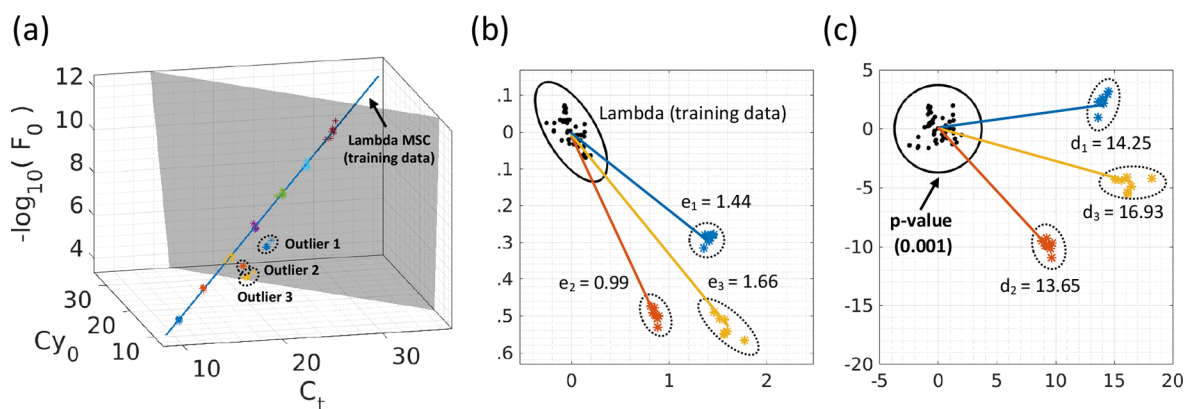 (a)
12
10
8
6
4
-log10( F0 )
30
20
10
Cy0
10
20
30
Ct
Lambda MSC
(training data)
Outlier 1
Outlier 2
Outlier 3
(b)
.1
0
.1
.2
.3
.4
.5
.6
0
1
2
Lambda (training data)
e1 = 1.44
e2 = 0.99
e3 = 1.66
(c)
5
0
-5
-10
-15
-20
-5
0
5
10
15
20
d1 = 14.25
d3 = 16.93
p-value
(0.001)
d2 = 13.65